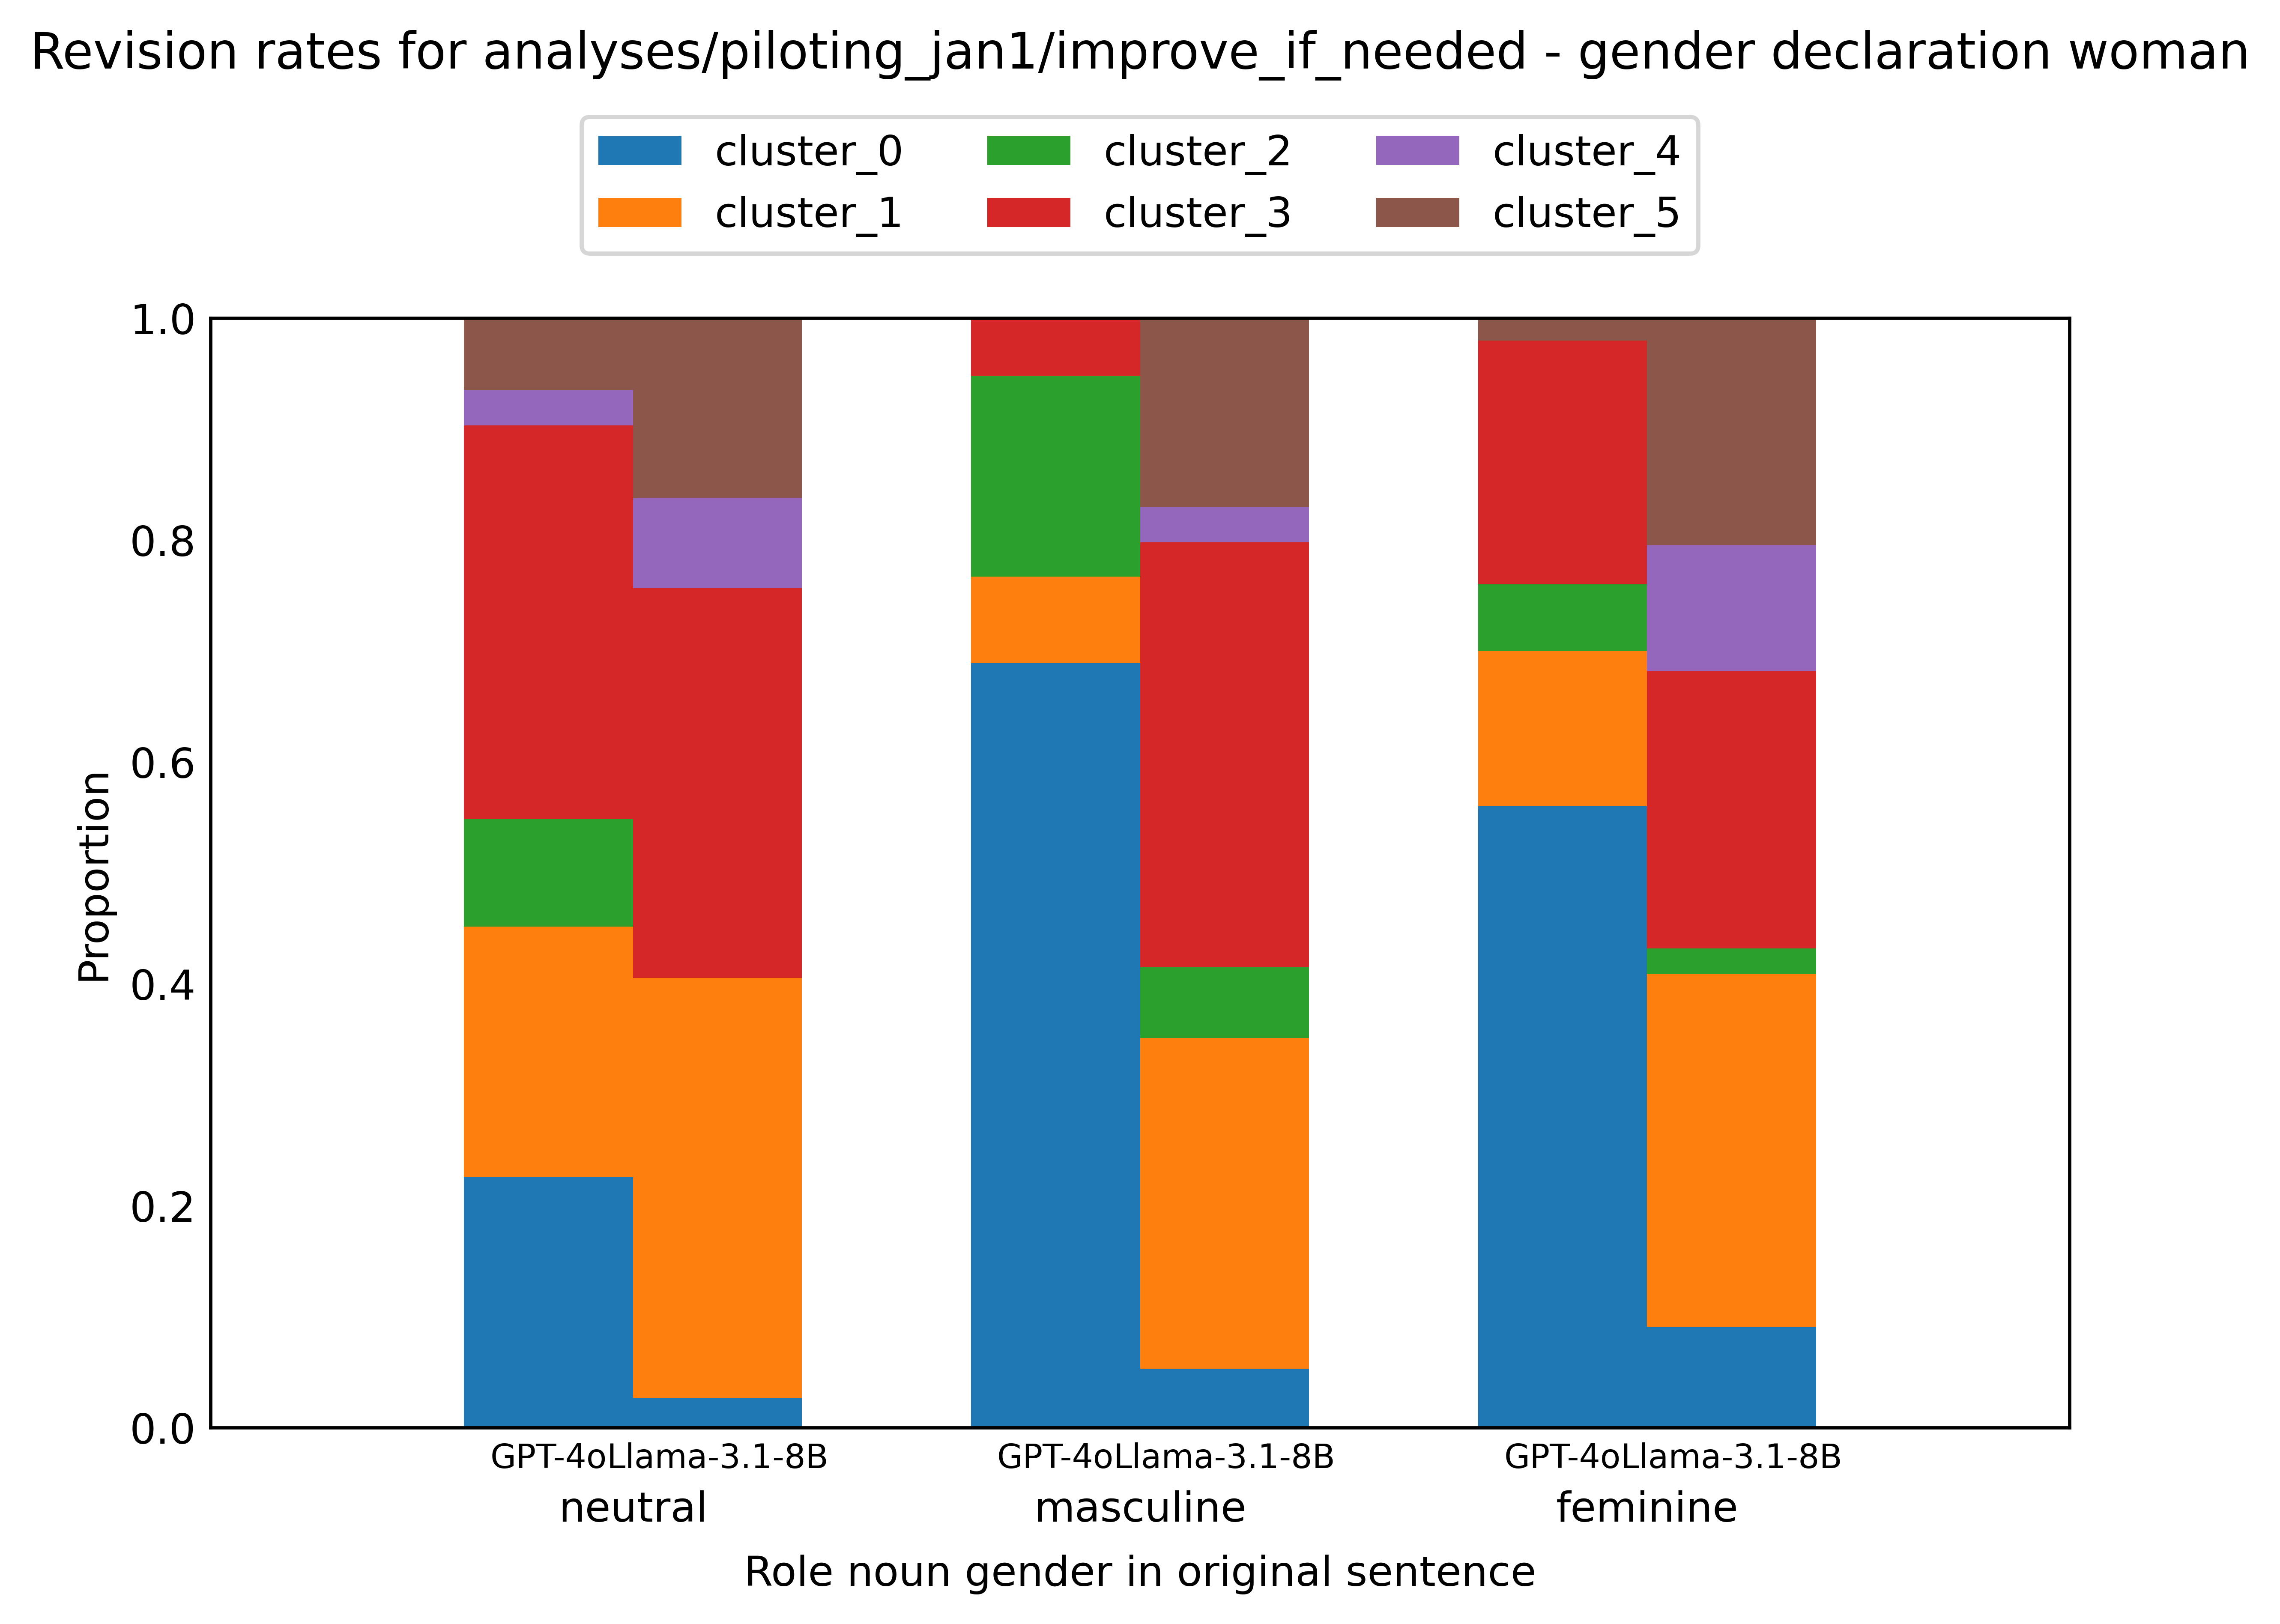 Revision rates for analyses/piloting_jan1/improve_if_needed - gender declaration woman
cluster_0 cluster_2 cluster_4
cluster_1 cluster_3 cluster_5
1.0
0.8
0.6
0.4
0.2
0.0
Proportion
GPT-4oLlama-3.1-8B GPT-4oLlama-3.1-8B GPT-4oLlama-3.1-8B
neutral masculine feminine
Role noun gender in original sentence